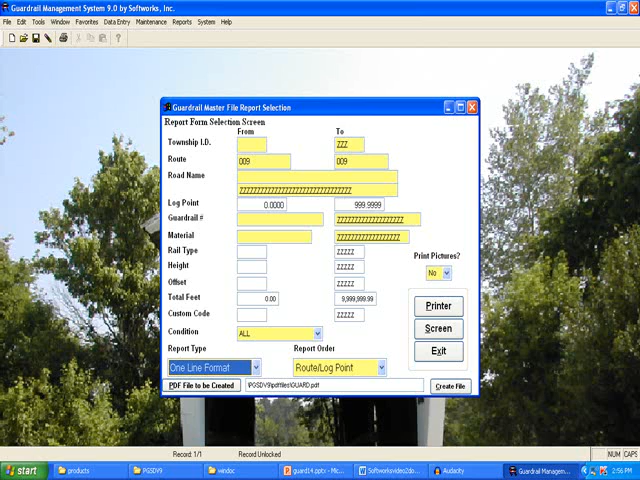 Guardrail Management System 9.0 by Softworks, Inc.
File Edit Tools Window Favorites Data Entry Maintenance Reports System Help
Guardrail Master File Report Selection
Report Form Selection Screen
From To
Township I.D. ZZZ
Route 009 009
Road Name
ZZZZZZZZZZZZZZZZZZZZZZZZZZZZZZ
Log Point 0.0000 999.9999
Guardrail # ZZZZZZZZZZZZZZZZZZZZ
Material ZZZZZZZZZZZZZZZZZZZZ
Rail Type ZZZZZ
Print Pictures?
Height ZZZZZ
No
Offset ZZZZZ
Total Feet 0.00 9,999,999.99
Printer
Custom Code ZZZZZ
Screen
Condition ALL
Exit
Report Type Report Order
One Line Format Route/Log Point
PDF File to be Created \PGSDV9\pdffiles\GUARD.pdf Create File
Record: 1/1 Record Unlocked NUM CAPS
start products PGSDV9 windoc guard14.pptx - Mic... Softworksvideo2do... Audacity Guardrail Managem... 2:56 PM